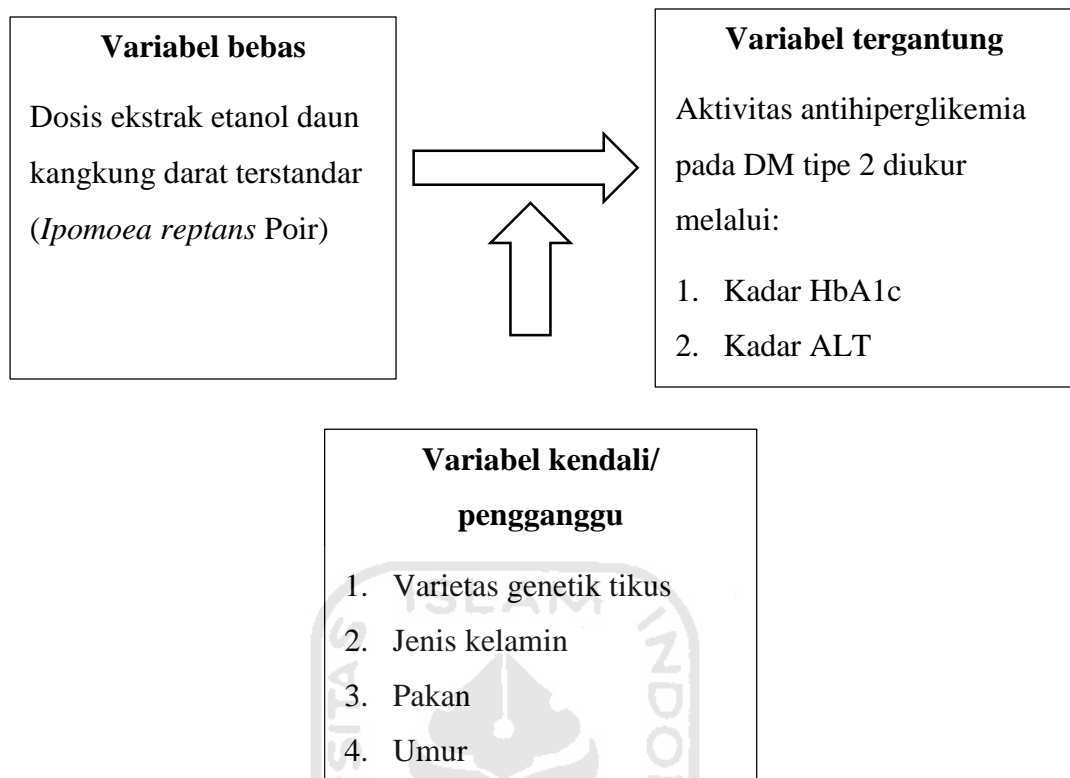 Variabel bebas
Dosis ekstrak etanol daun
kangkung darat terstandar
(Ipomoea reptans Poir)
Variabel tergantung
Aktivitas antihiperglikemia
pada DM tipe 2 diukur
melalui:
1. Kadar HbA1c
2. Kadar ALT
Variabel kendali/
pengganggu
1. Varietas genetik tikus
2. Jenis kelamin
3. Pakan
4. Umur
ISLAM